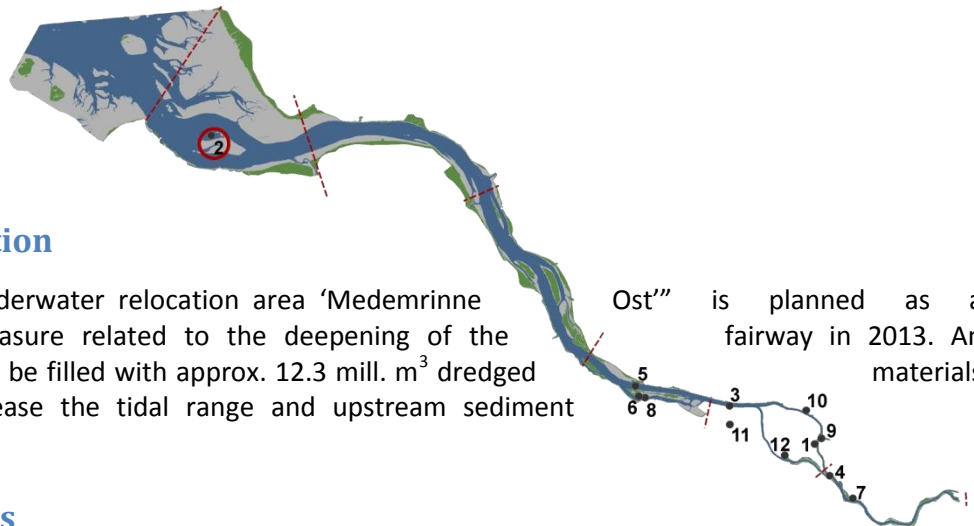 2
tion
derwater relocation area ‘Medemrinne Ost’” is planned as a
asure related to the deepening of the fairway in 2013. An
be filled with approx. 12.3 mill. m³ dredged materials
ease the tidal range and upstream sediment
5
6 8
3
10
11
9
1
12
4
7
s